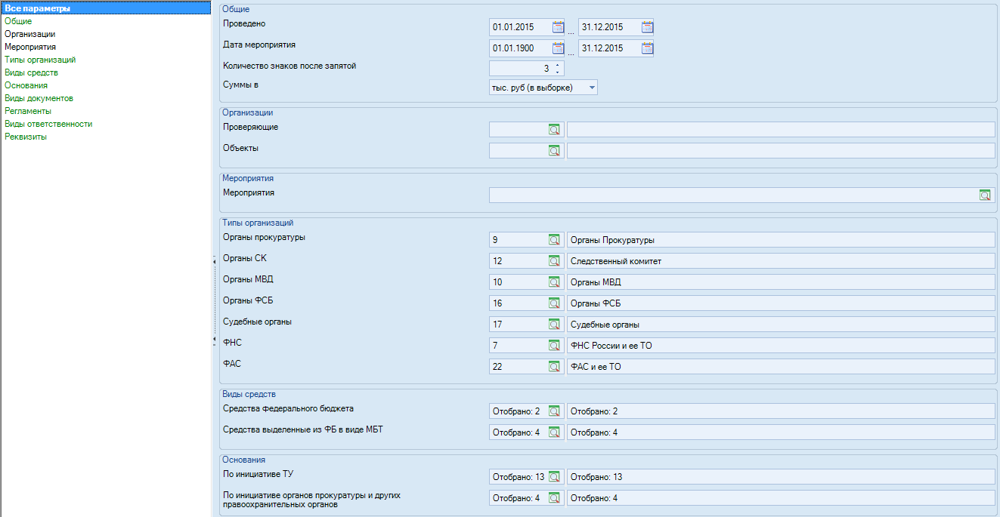 Все параметры
Общие
Организации
Мероприятия
Типы организаций
Виды средств
Основания
Виды документов
Регламенты
Виды ответственности
Реквизиты
Общие
Проведено 01.01.2015 ... 31.12.2015
Дата мероприятия 01.01.1900 ... 31.12.2015
Количество знаков после запятой 3
Суммы в тыс. руб (в выборке)
Организации
Проверяющие
Объекты
Мероприятия
Мероприятия
Типы организаций
Органы прокуратуры 9 Органы Прокуратуры
Органы СК 12 Следственный комитет
Органы МВД 10 Органы МВД
Органы ФСБ 16 Органы ФСБ
Судебные органы 17 Судебные органы
ФНС 7 ФНС России и ее ТО
ФАС 22 ФАС и ее ТО
Виды средств
Средства федерального бюджета Отобрано: 2 Отобрано: 2
Средства выделенные из ФБ в виде МБТ Отобрано: 4 Отобрано: 4
Основания
По инициативе ТУ Отобрано: 13 Отобрано: 13
По инициативе органов прокуратуры и других
правоохранительных органов Отобрано: 4 Отобрано: 4